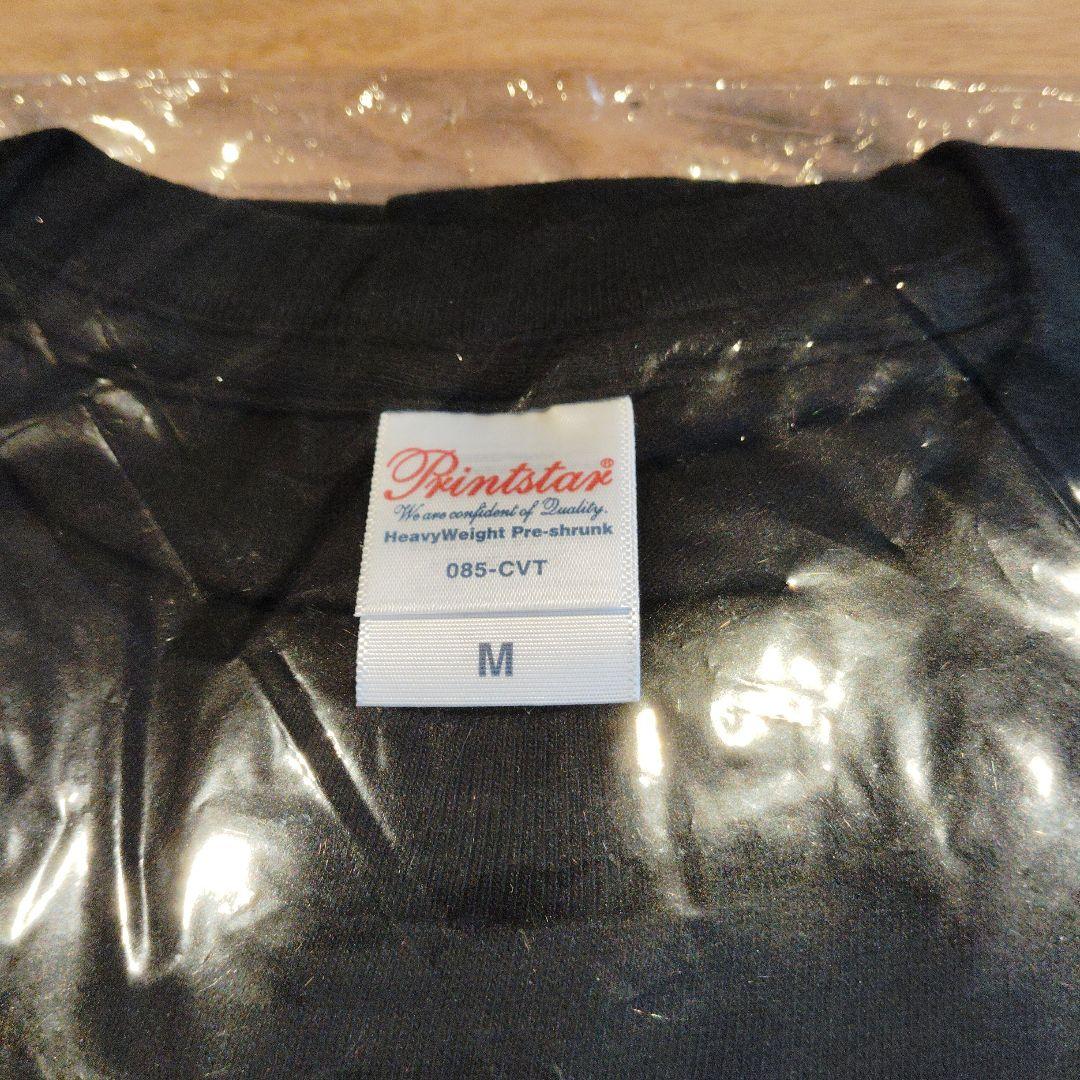 Printstar®
We are confident of Quality.
HeavyWeight Pre-shrunk
085-CVT
M